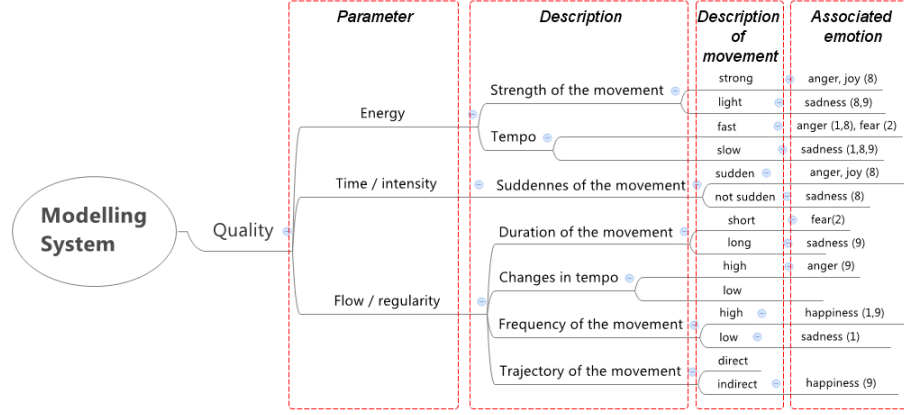 Parameter
Description
Description
of
movement
Associated
emotion
Modelling
System
Quality
Energy
Strength of the movement
strong
anger, joy (8)
light
sadness (8,9)
Tempo
fast
anger (1,8), fear (2)
slow
sadness (1,8,9)
Time / intensity
Suddennes of the movement
sudden
anger, joy (8)
not sudden
sadness (8)
Flow / regularity
Duration of the movement
short
fear(2)
long
sadness (9)
Changes in tempo
high
anger (9)
low
Frequency of the movement
high
happiness (1,9)
low
sadness (1)
Trajectory of the movement
direct
indirect
happiness (9)